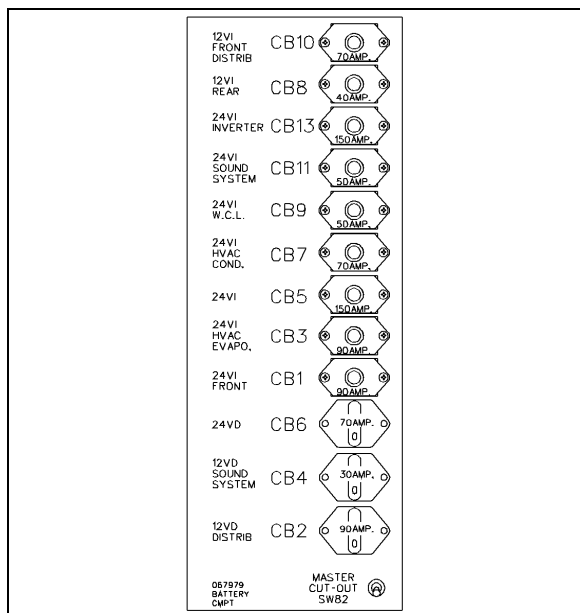 12VI
FRONT
DISTRIB
CB10
70AMP.
12VI
REAR
CB8
40AMP.
24VI
INVERTER
CB13
150AMP.
24VI
SOUND
SYSTEM
CB11
50AMP.
24VI
W.C.L.
CB9
50AMP.
24VI
HVAC
COND.
CB7
70AMP.
24VI
CB5
150AMP.
24VI
HVAC
EVAPO.
CB3
90AMP.
24VI
FRONT
CB1
90AMP.
24VD
CB6
70AMP.
12VD
SOUND
SYSTEM
CB4
30AMP.
12VD
DISTRIB
CB2
90AMP.
067979
BATTERY
CMPT
MASTER
CUT-OUT
SW82